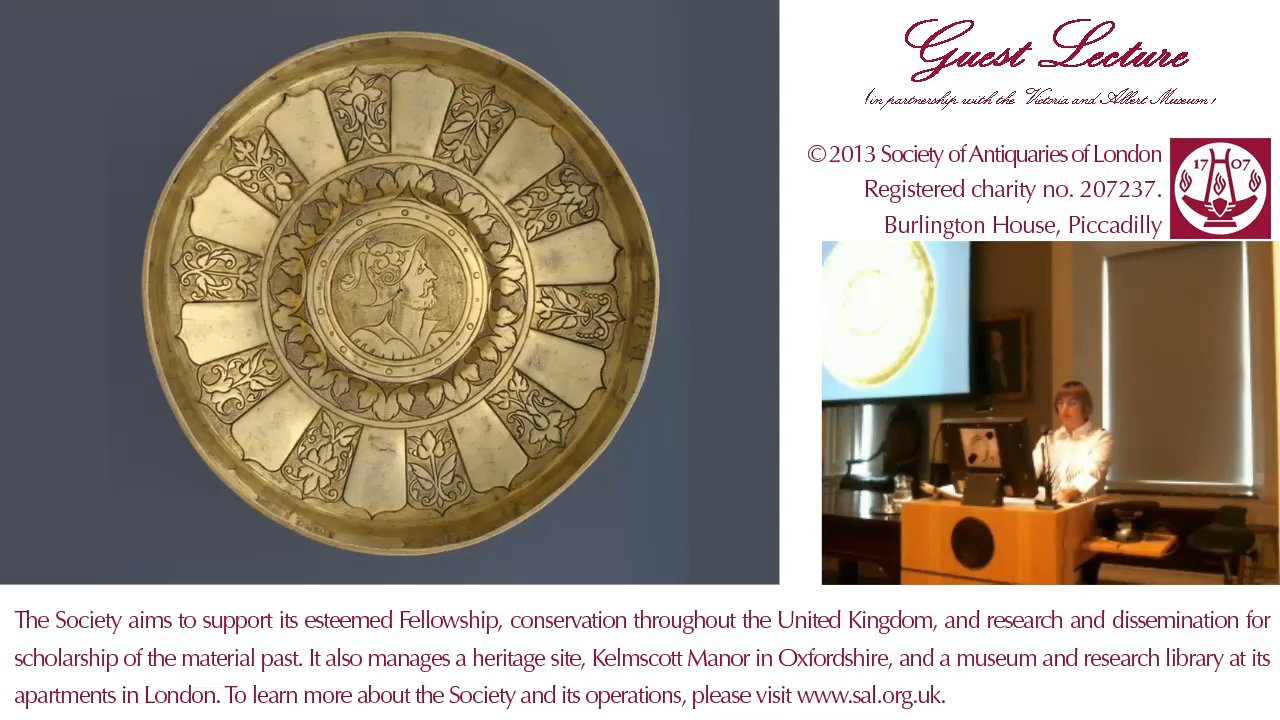 Guest Lecture
(in partnership with the Victoria and Albert Museum)
©2013 Society of Antiquaries of London
Registered charity no. 207237.
Burlington House, Piccadilly
17 07
The Society aims to support its esteemed Fellowship, conservation throughout the United Kingdom, and research and dissemination for
scholarship of the material past. It also manages a heritage site, Kelmscott Manor in Oxfordshire, and a museum and research library at its
apartments in London. To learn more about the Society and its operations, please visit www.sal.org.uk.